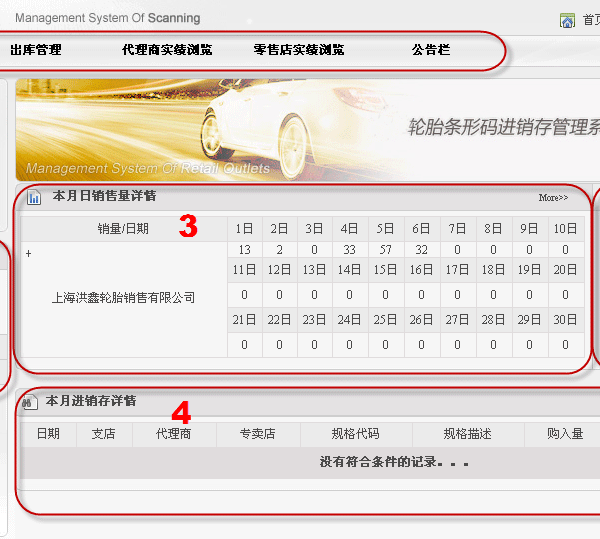 Management System Of Scanning 首页
出库管理 代理商实绩浏览 零售店实绩浏览 公告栏
轮胎条形码进销存管理系
Management System Of Retail Outlets
本月日销售量详情 More>>
销量/日期 3 1日 2日 3日 4日 5日 6日 7日 8日 9日 10日
+ 13 2 0 33 57 32 0 0 0 0
11日 12日 13日 14日 15日 16日 17日 18日 19日 20日
上海洪鑫轮胎销售有限公司 0 0 0 0 0 0 0 0 0 0
21日 22日 23日 24日 25日 26日 27日 28日 29日 30日
0 0 0 0 0 0 0 0 0 0
本月进销存详情
4
日期 支店 代理商 专卖店 规格代码 规格描述 购入量
没有符合条件的记录。。。